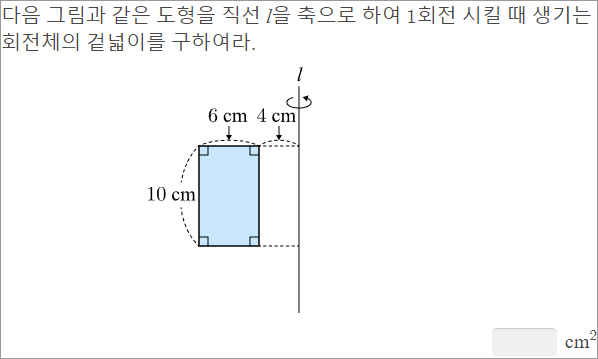 다음 그림과 같은 도형을 직선 l을 축으로 하여 1회전 시킬 때 생기는
회전체의 겉넓이를 구하여라.
l
6 cm 4 cm
10 cm
cm²